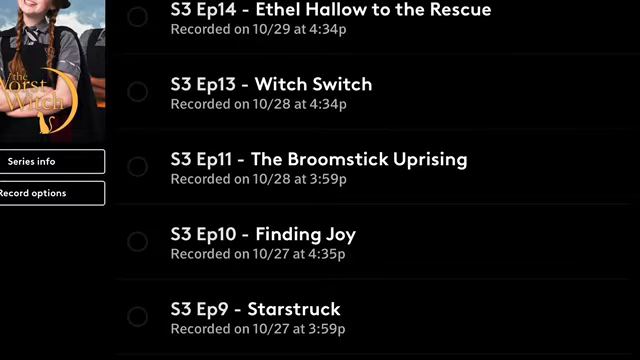 S3 Ep14 - Ethel Hallow to the Rescue
Recorded on 10/29 at 4:34p
S3 Ep13 - Witch Switch
Recorded on 10/28 at 4:34p
the
Worst
Witch
Series info
S3 Ep11 - The Broomstick Uprising
Recorded on 10/28 at 3:59p
Record options
S3 Ep10 - Finding Joy
Recorded on 10/27 at 4:35p
S3 Ep9 - Starstruck
Recorded on 10/27 at 3:59p